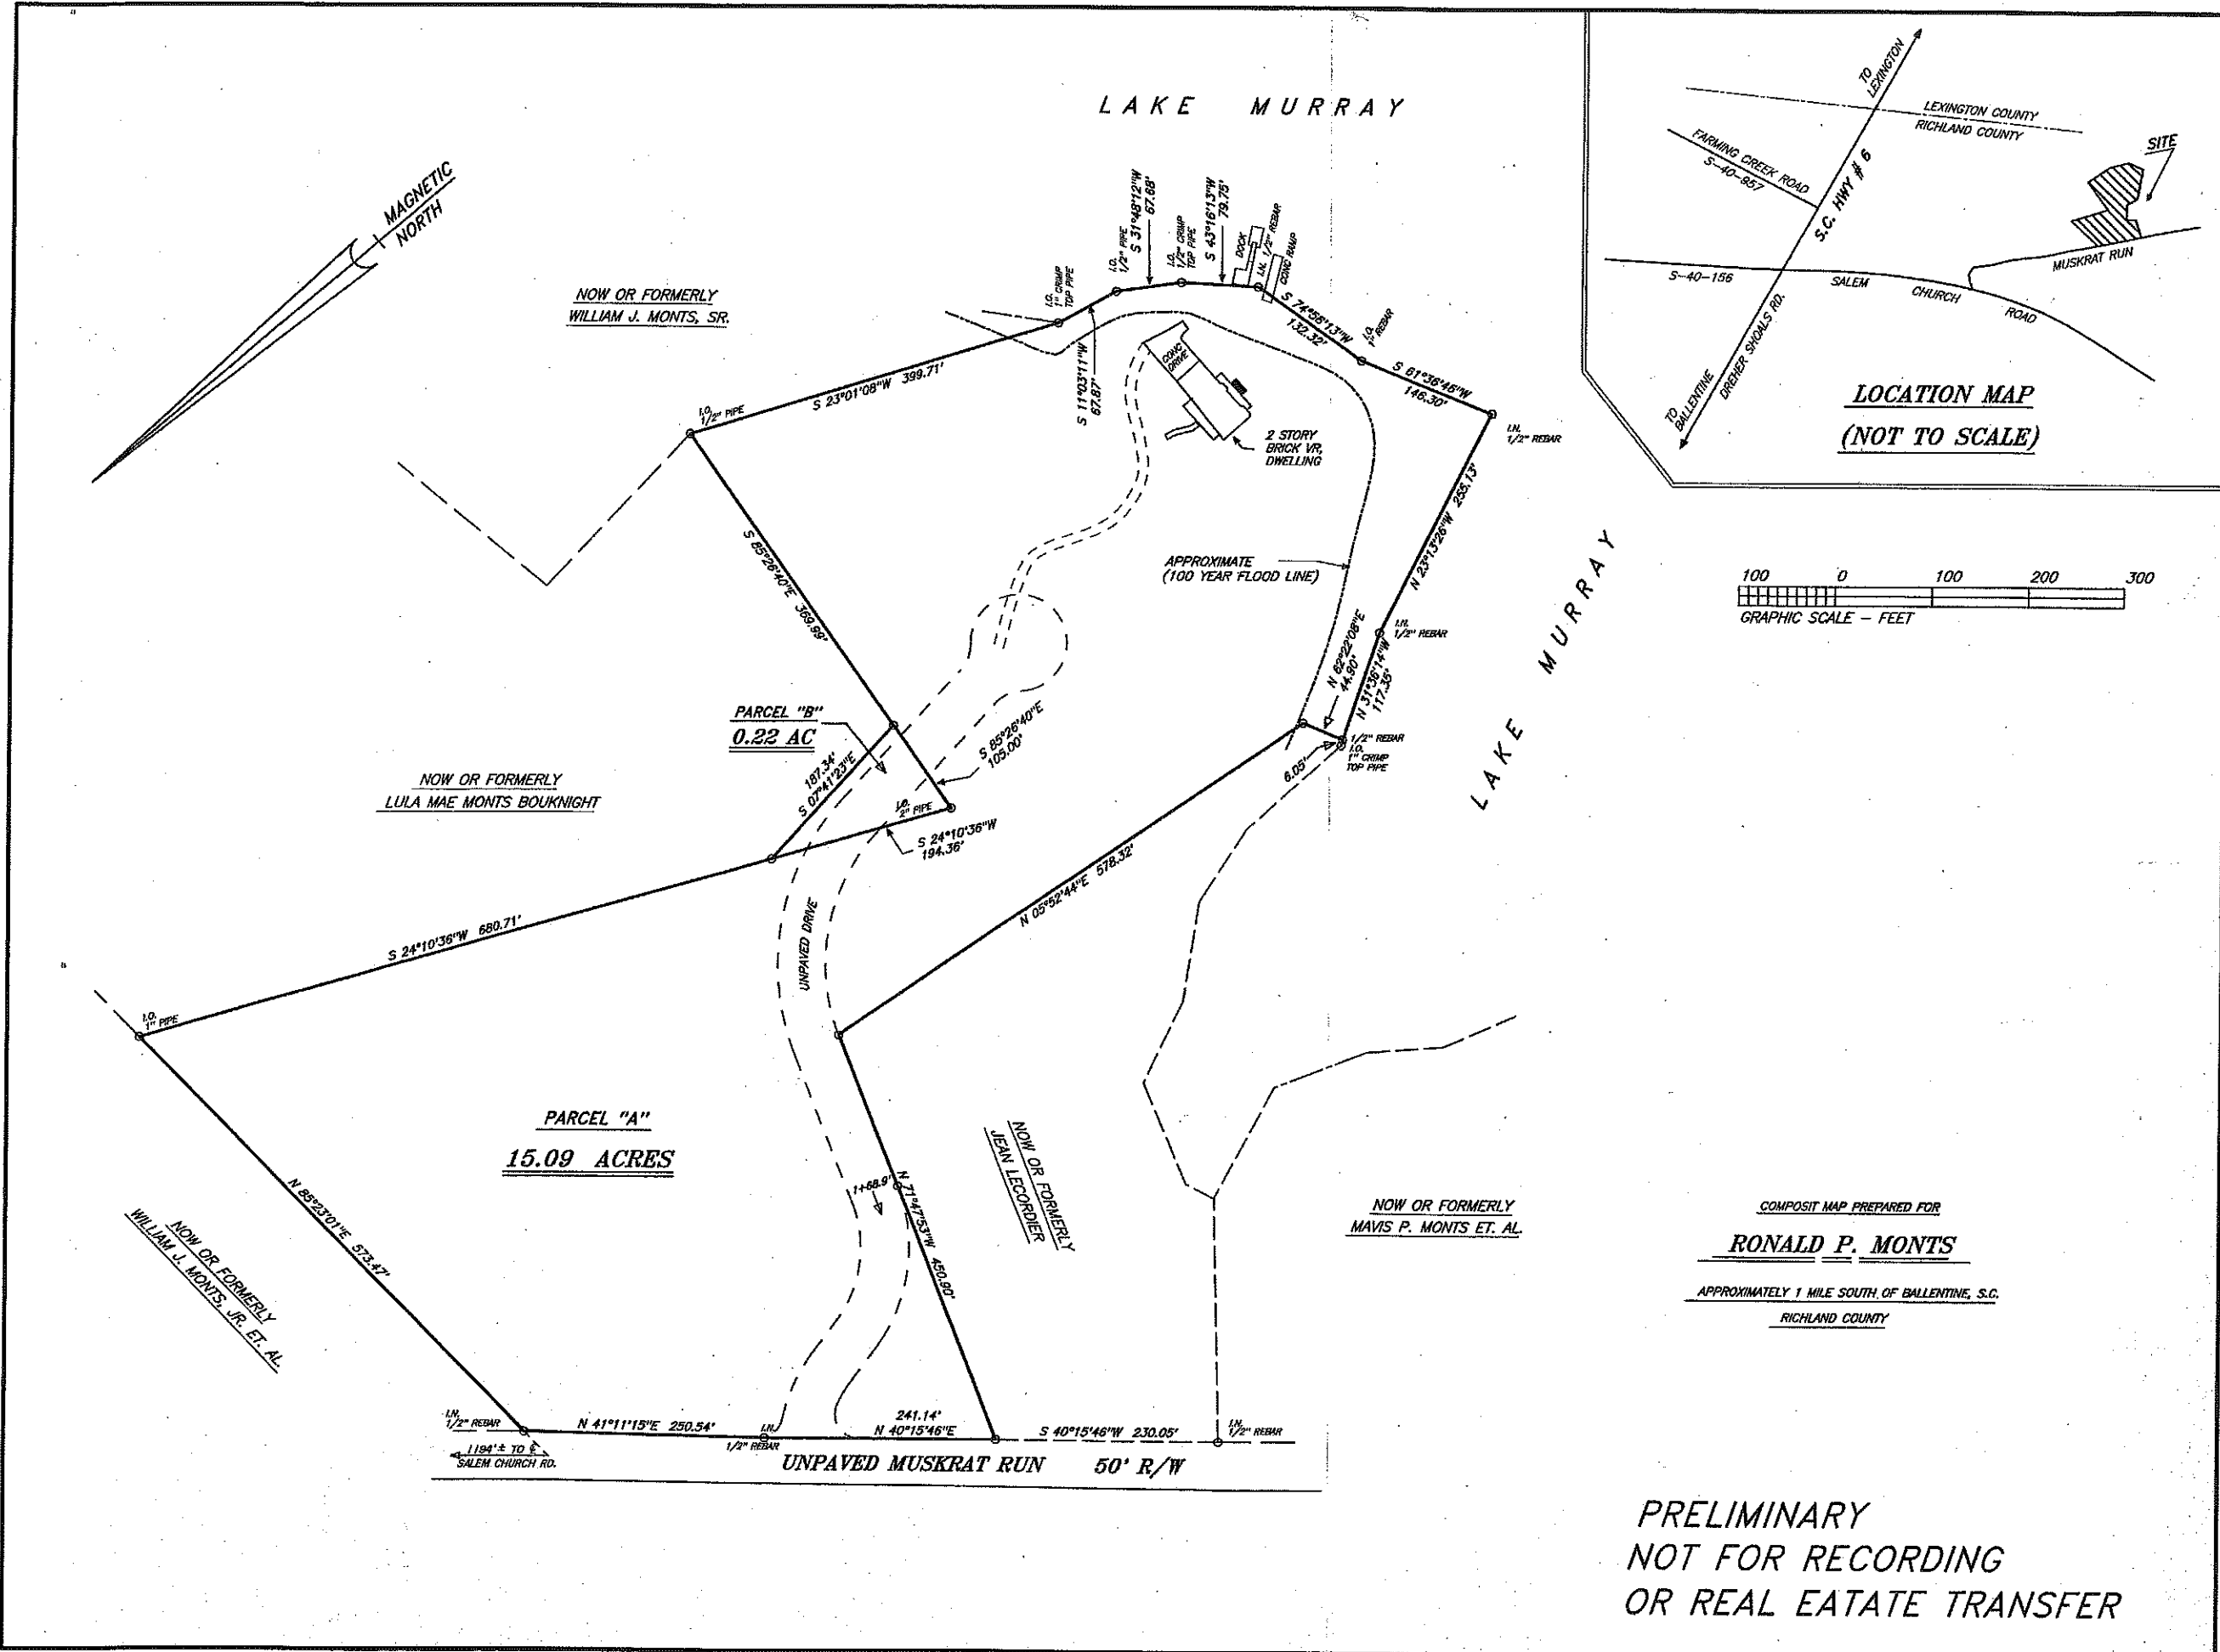 LAKE MURRAY
MAGNETIC
NORTH
NOW OR FORMERLY
WILLIAM J. MONTS, SR.
I.O.
1" CRIMP
TOP PIPE
I.O.
1/2" PIPE
S 31°48'12"W
67.68'
I.O.
1/2" CRIMP
TOP PIPE
S 43°16'13"W
79.75'
DOCK
I.N. 1/2" REBAR
CONC RAMP
S 74°56'13"W
132.32'
I.O.
1" REBAR
S 61°36'45"W
146.30'
I.N.
1/2" REBAR
S 11°03'11"W
67.87'
S 23°01'08"W 399.71'
I.O.
1/2" PIPE
CONC
DRIVE
2 STORY
BRICK VR,
DWELLING
TO
LEXINGTON
LEXINGTON COUNTY
RICHLAND COUNTY
FARMING CREEK ROAD
S-40-957
S.C. HWY # 6
SITE
MUSKRAT RUN
S-40-156
SALEM
CHURCH
ROAD
TO
BALLENTINE
DREHER SHOALS RD.
LOCATION MAP
(NOT TO SCALE)
100 0 100 200 300
GRAPHIC SCALE - FEET
S 85°26'40"E 369.99'
APPROXIMATE
(100 YEAR FLOOD LINE)
N 23°13'26"W 255.13'
I.N.
1/2" REBAR
N 62°22'08"E
44.90'
N 31°36'14"W
117.35'
LAKE MURRAY
1/2" REBAR
I.O.
1" CRIMP
TOP PIPE
6.05'
PARCEL "B"
0.22 AC
187.34'
S 07°41'23"E
S 85°26'40"E
105.00'
NOW OR FORMERLY
LULA MAE MONTS BOUKNIGHT
I.O.
2" PIPE
S 24°10'36"W
194.36'
S 24°10'36"W 680.71'
UNPAVED DRIVE
N 05°52'44"E 578.32'
I.O.
1" PIPE
PARCEL "A"
15.09 ACRES
1+68.9'
N 71°47'53"W 450.90'
NOW OR FORMERLY
JEAN LECORDIER
NOW OR FORMERLY
MAVIS P. MONTS ET. AL.
N 85°23'01"E 573.47'
NOW OR FORMERLY
WILLIAM J. MONTS, JR. ET. AL.
COMPOSIT MAP PREPARED FOR
RONALD P. MONTS
APPROXIMATELY 1 MILE SOUTH OF BALLENTINE, S.C.
RICHLAND COUNTY
I.N.
1/2" REBAR
N 41°11'15"E 250.54'
I.N.
1/2" REBAR
241.14'
N 40°15'46"E
S 40°15'46"W 230.05'
I.N.
1/2" REBAR
1194'± TO ℄
SALEM CHURCH RD.
UNPAVED MUSKRAT RUN 50' R/W
PRELIMINARY
NOT FOR RECORDING
OR REAL EATATE TRANSFER